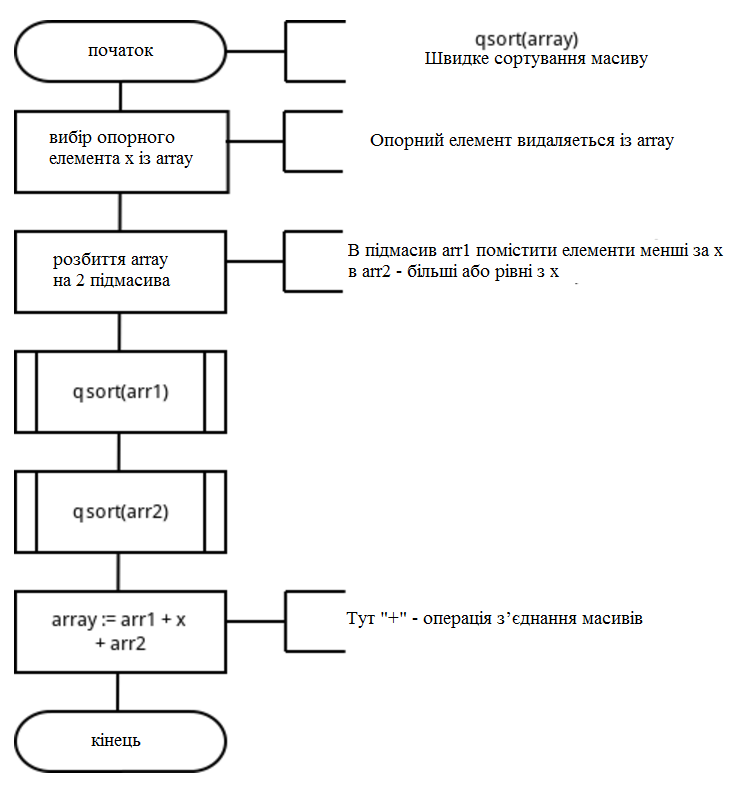 початок
qsort(array)
Швидке сортування масиву
вибір опорного
елемента x із array
Опорний елемент видаляеться із array
розбиття array
на 2 підмасива
В підмасив arr1 помістити елементи менші за x
в arr2 - більші або рівні з x
qsort(arr1)
qsort(arr2)
array := arr1 + x
+ arr2
Тут "+" - операція з’єднання масивів
кінець